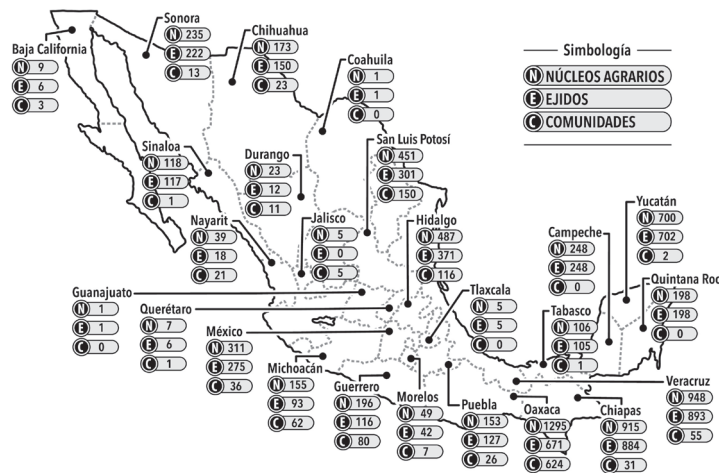 Baja California
N 9
E 6
C 3
Sonora
N 235
E 222
C 13
Chihuahua
N 173
E 150
C 23
Coahuila
N 1
E 1
C 0
Simbología
N NÚCLEOS AGRARIOS
E EJIDOS
C COMUNIDADES
Sinaloa
N 118
E 117
C 1
Durango
N 23
E 12
C 11
San Luis Potosí
N 451
E 301
C 150
Nayarit
N 39
E 18
C 21
Jalisco
N 5
E 0
C 5
Hidalgo
N 487
E 371
C 116
Campeche
N 248
E 248
C 0
Yucatán
N 700
E 702
C 2
Quintana Roo
N 198
E 198
C 0
Guanajuato
N 1
E 1
C 0
Querétaro
N 7
E 6
C 1
México
N 311
E 275
C 36
Tlaxcala
N 5
E 5
C 0
Tabasco
N 106
E 105
C 1
Michoacán
N 155
E 93
C 62
Guerrero
N 196
E 116
C 80
Morelos
N 49
E 42
C 7
Puebla
N 153
E 127
C 26
Oaxaca
N 1295
E 671
C 624
Chiapas
N 915
E 884
C 31
Veracruz
N 948
E 893
C 55